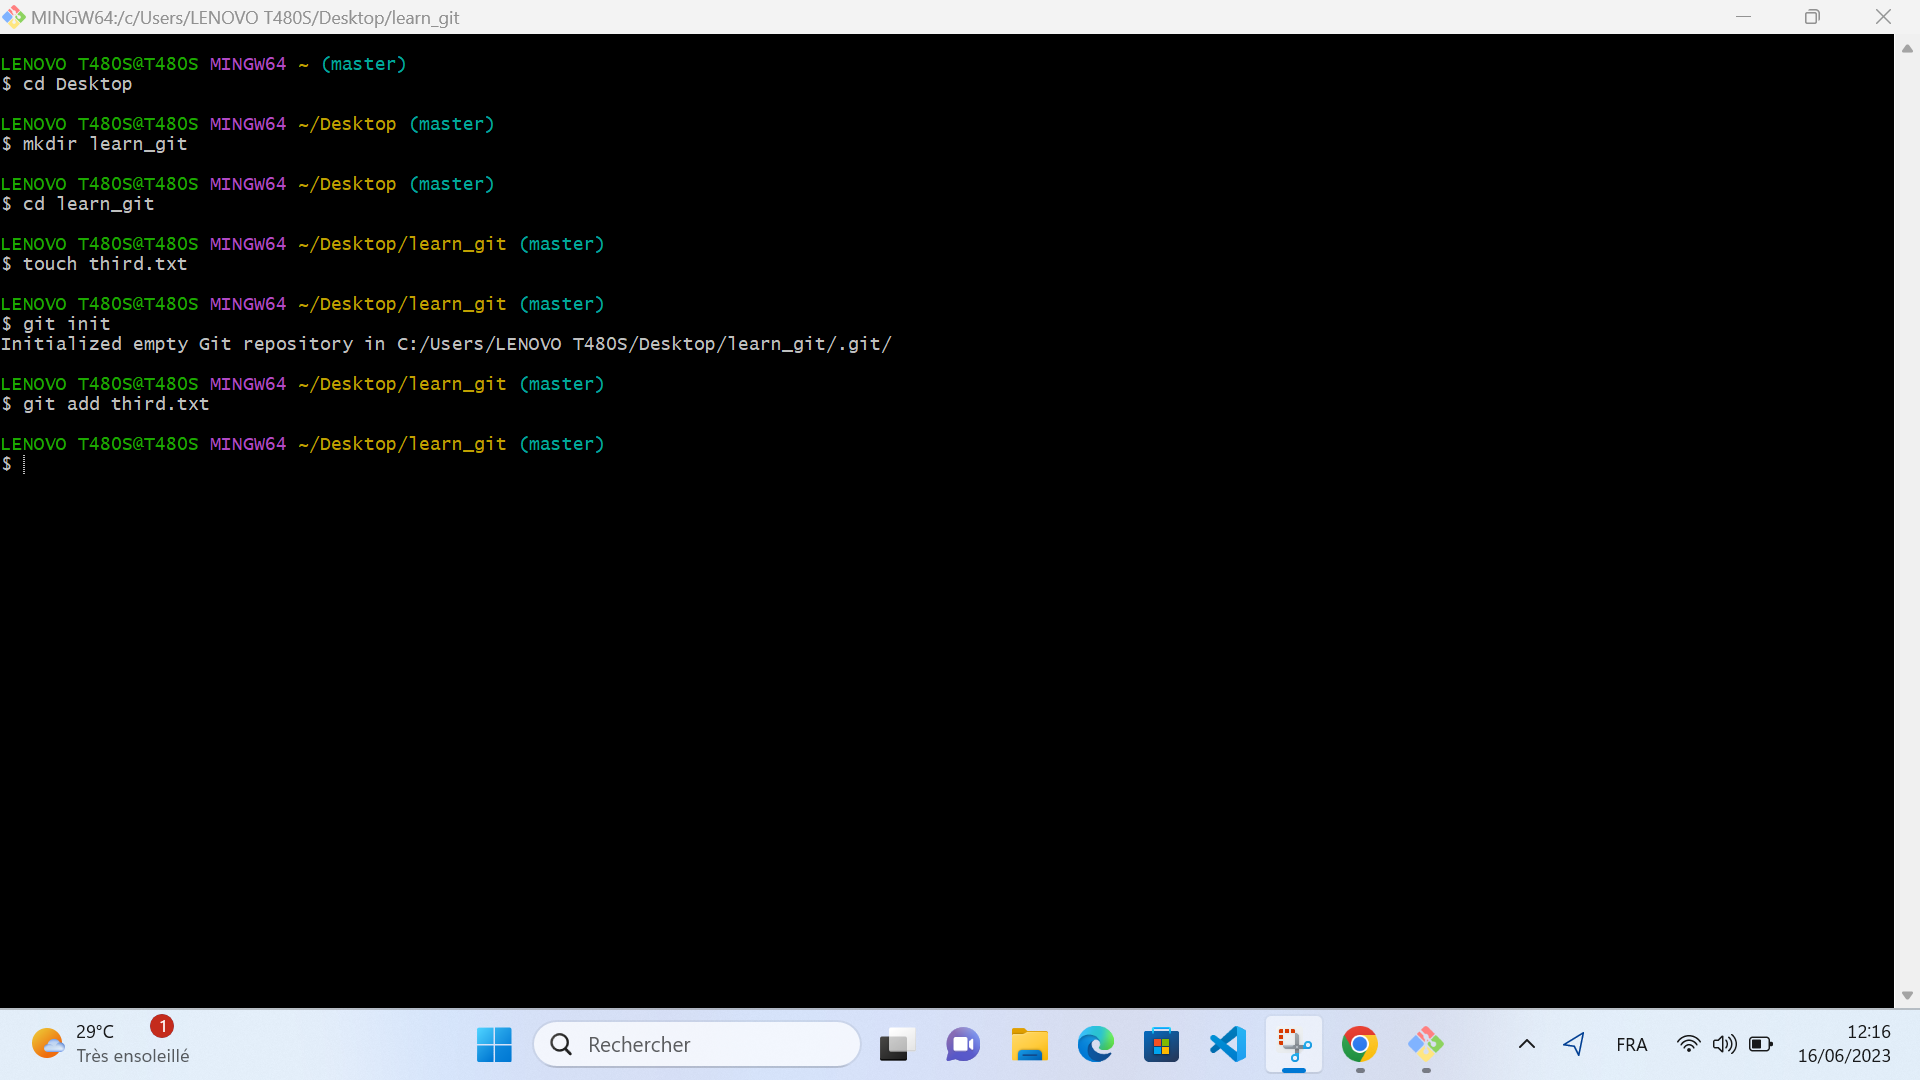 MINGW64:/c/Users/LENOVO T480S/Desktop/learn_git
LENOVO T480S@T480S MINGW64 ~ (master)
$ cd Desktop
LENOVO T480S@T480S MINGW64 ~/Desktop (master)
$ mkdir learn_git
LENOVO T480S@T480S MINGW64 ~/Desktop (master)
$ cd learn_git
LENOVO T480S@T480S MINGW64 ~/Desktop/learn_git (master)
$ touch third.txt
LENOVO T480S@T480S MINGW64 ~/Desktop/learn_git (master)
$ git init
Initialized empty Git repository in C:/Users/LENOVO T480S/Desktop/learn_git/.git/
LENOVO T480S@T480S MINGW64 ~/Desktop/learn_git (master)
$ git add third.txt
LENOVO T480S@T480S MINGW64 ~/Desktop/learn_git (master)
$
29°C
1
Très ensoleillé
Rechercher
FRA
12:16
16/06/2023